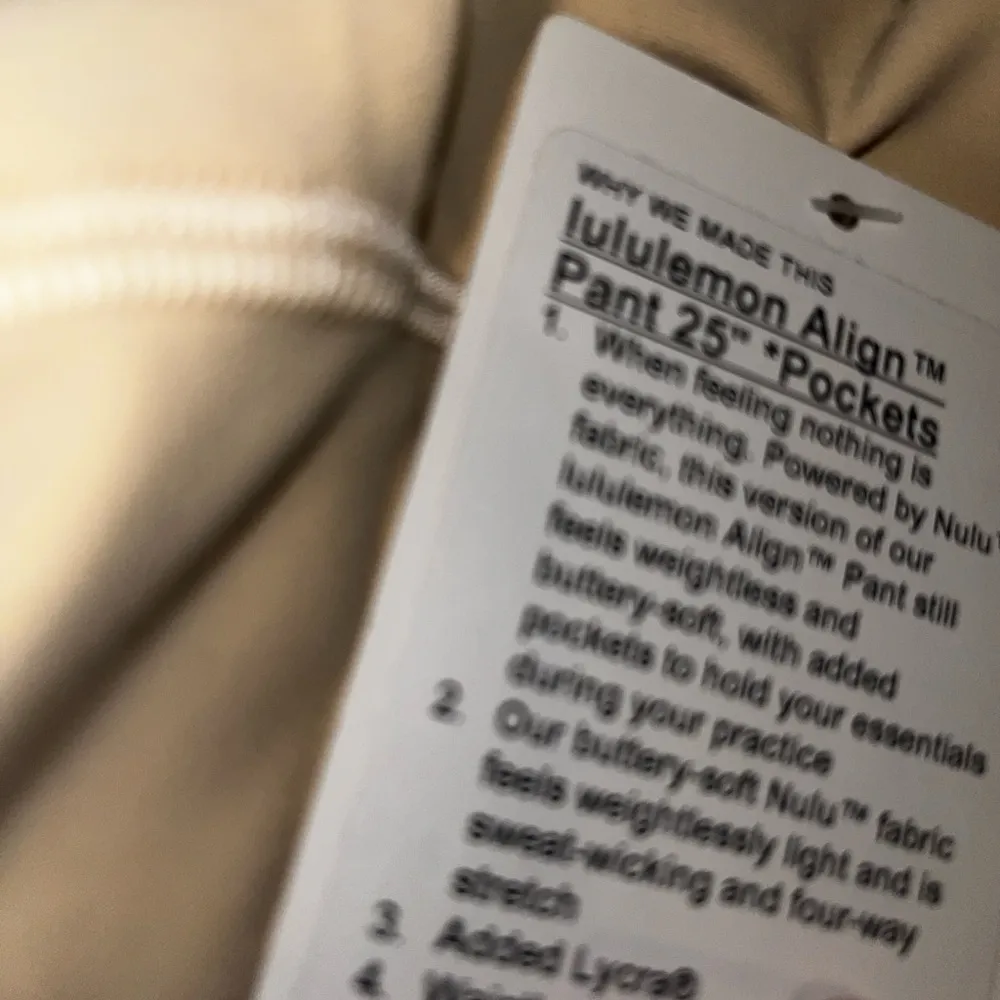 WHY WE MADE THIS
lululemon Align™
Pant 25" *Pockets
1. When feeling nothing is
everything. Powered by Nulu™
fabric, this version of our
lululemon Align™ Pant still
feels weightless and
buttery-soft, with added
pockets to hold your essentials
during your practice
2. Our buttery-soft Nulu™ fabric
feels weightlessly light and is
sweat-wicking and four-way
stretch
3. Added Lycra®
4.